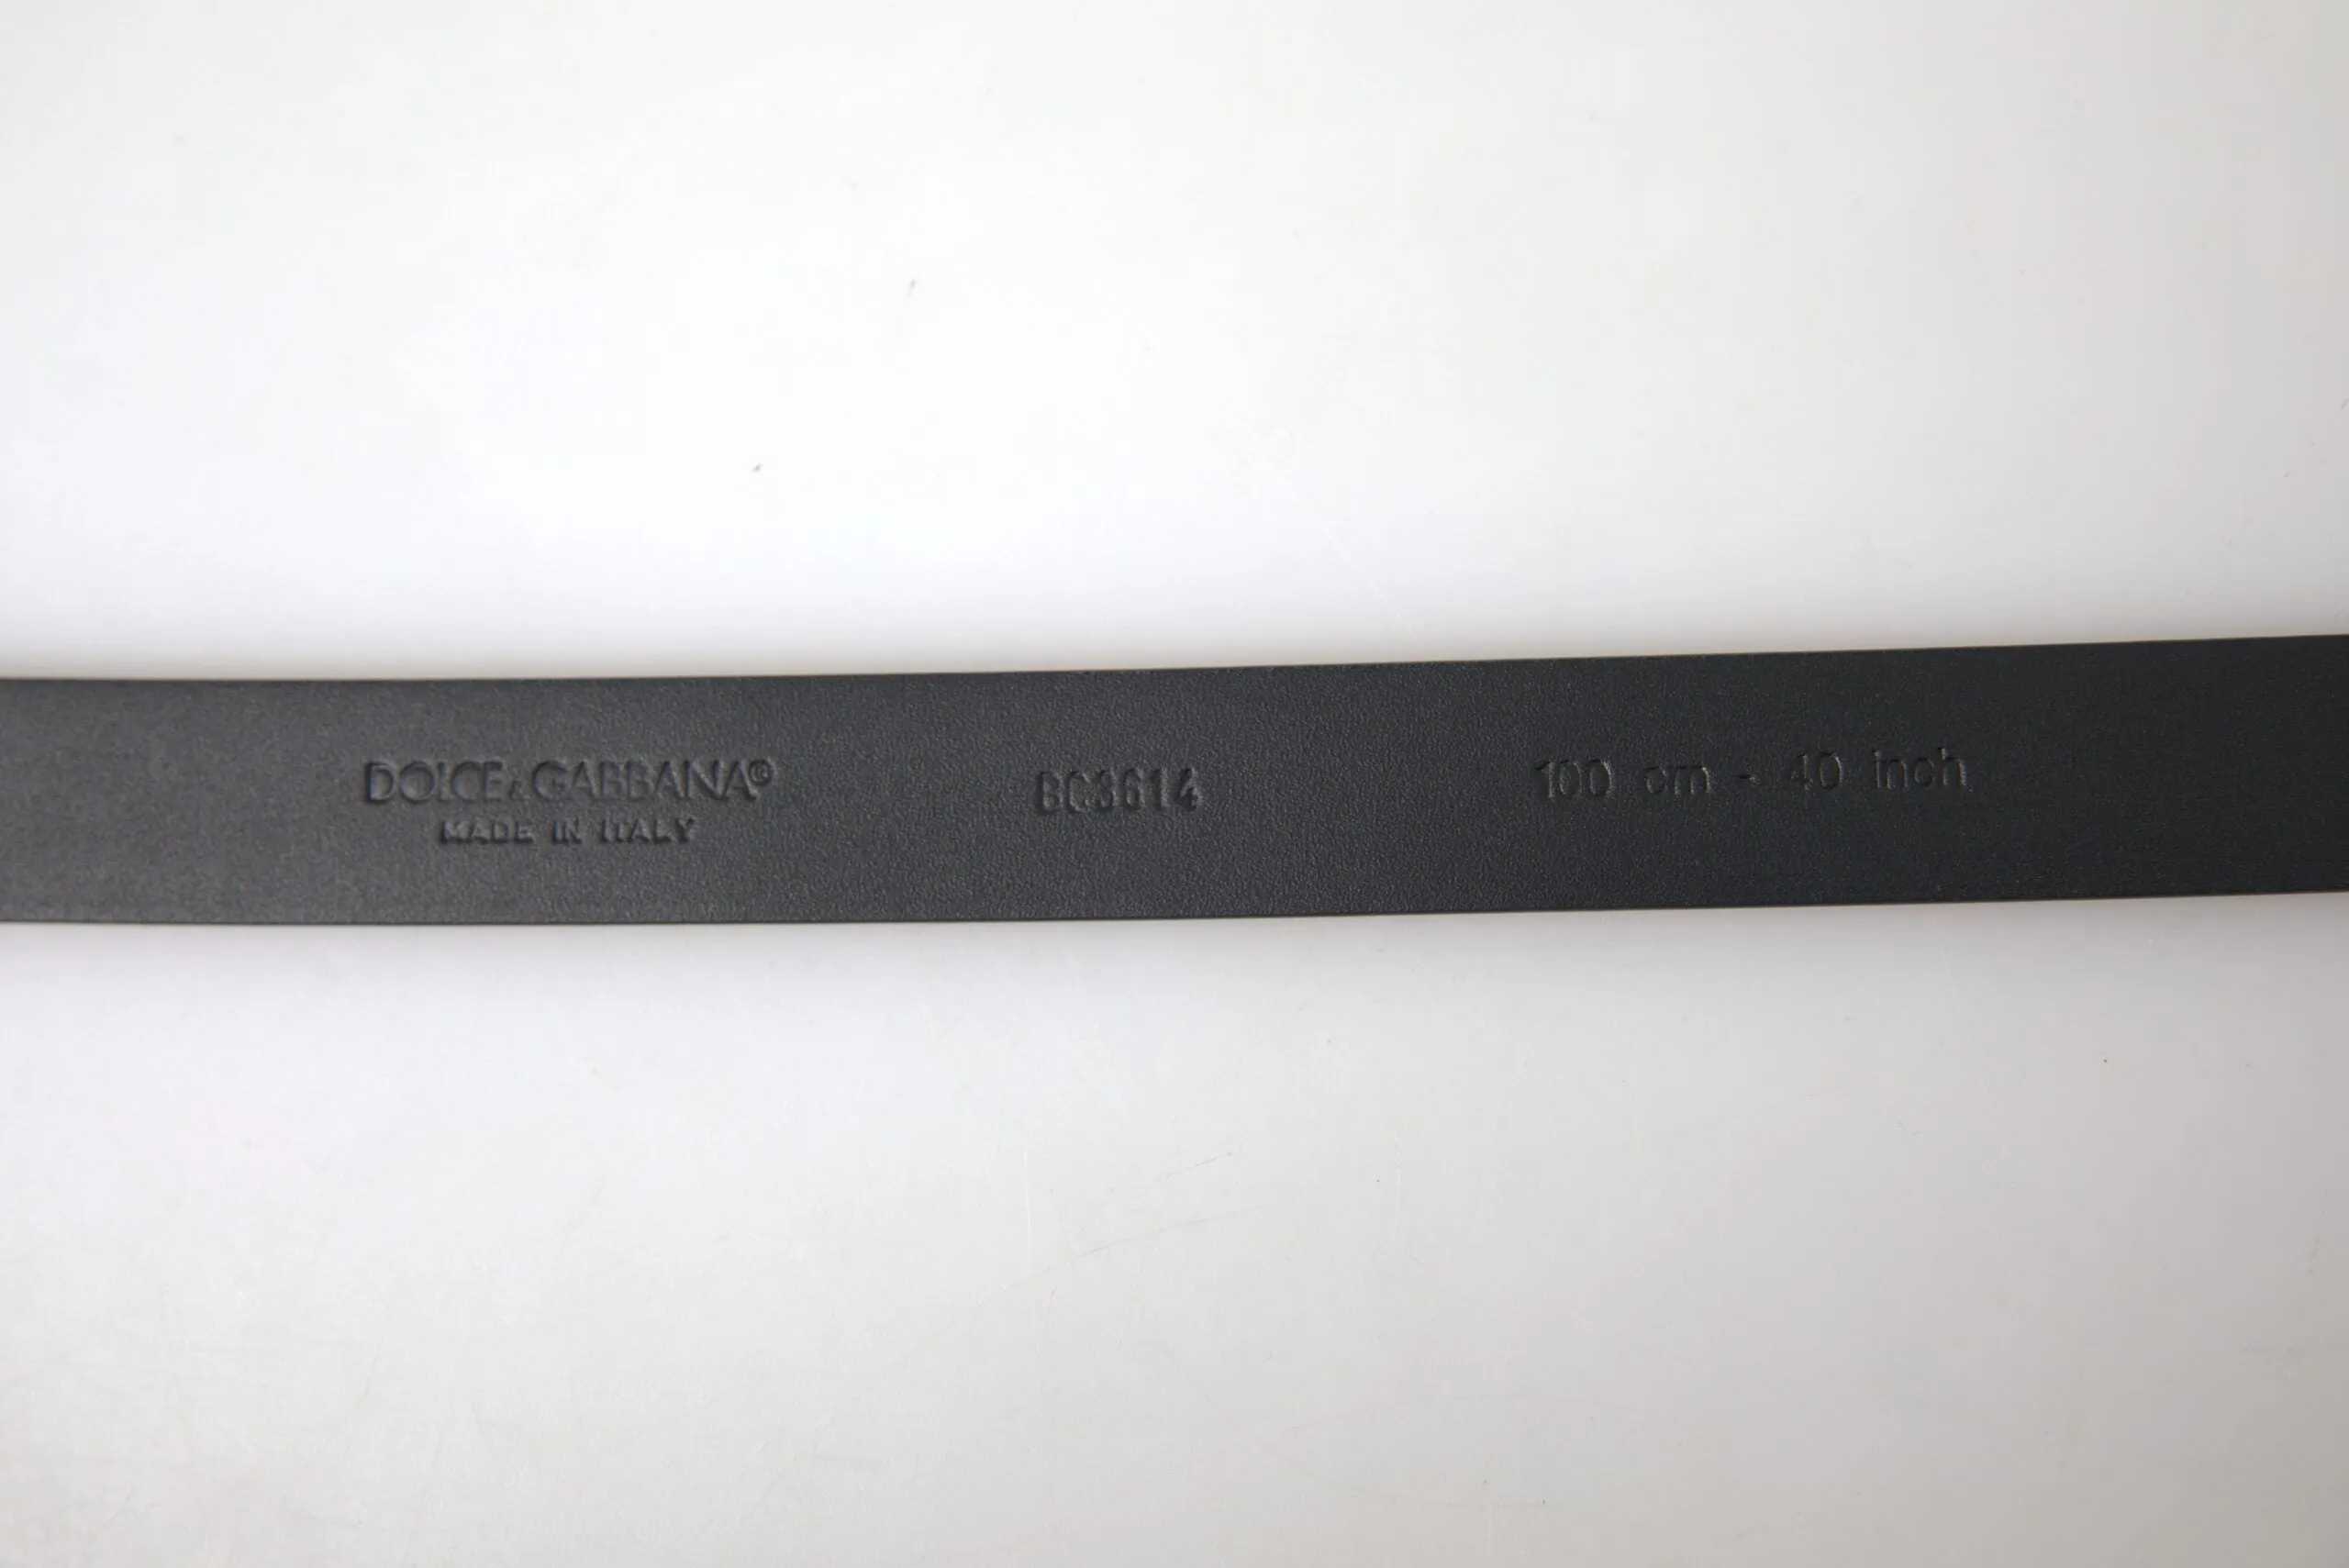 DOLCE&GABBANA®
MADE IN ITALY
BC3614
100 cm - 40 inch